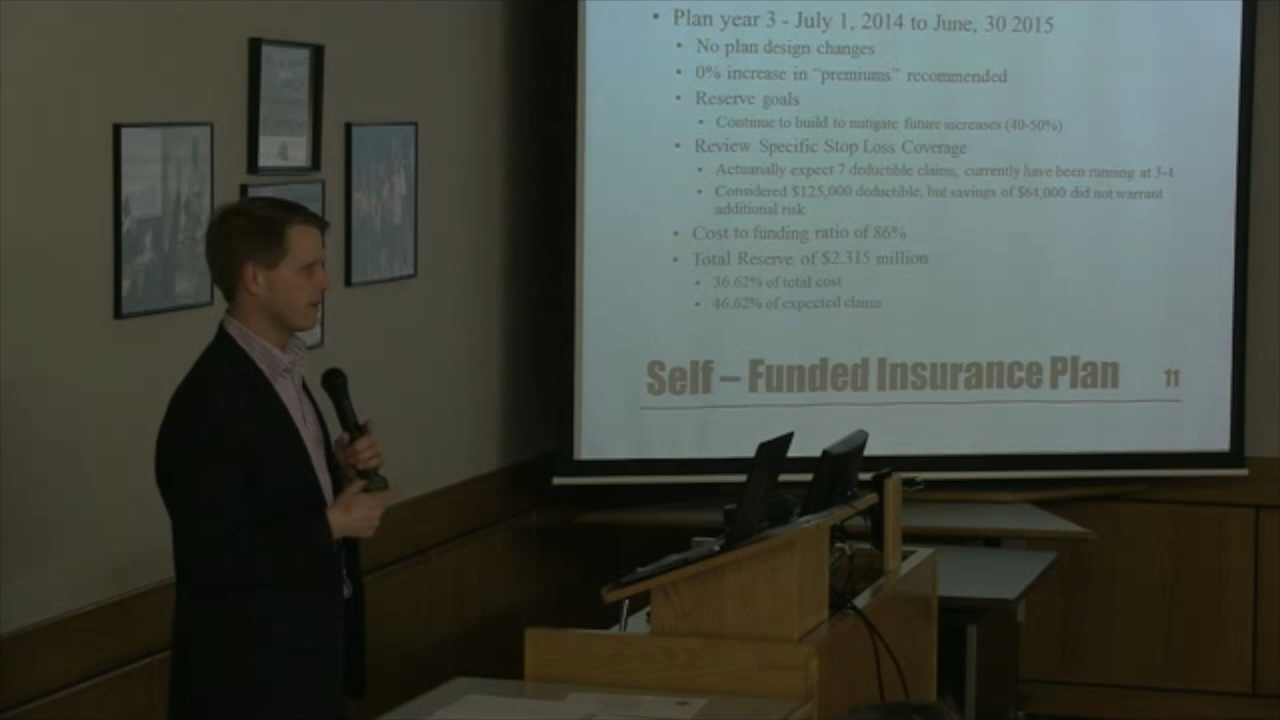 • Plan year 3 - July 1, 2014 to June, 30 2015
• No plan design changes
• 0% increase in “premiums” recommended
• Reserve goals
• Continue to build to mitigate future increases (40-50%)
• Review Specific Stop Loss Coverage
• Actuarially expect 7 deductible claims, currently have been running at 3-4
• Considered $125,000 deductible, but savings of $64,000 did not warrant
additional risk
• Cost to funding ratio of 86%
• Total Reserve of $2.315 million
• 36.62% of total cost
• 46.62% of expected claims
Self – Funded Insurance Plan 11